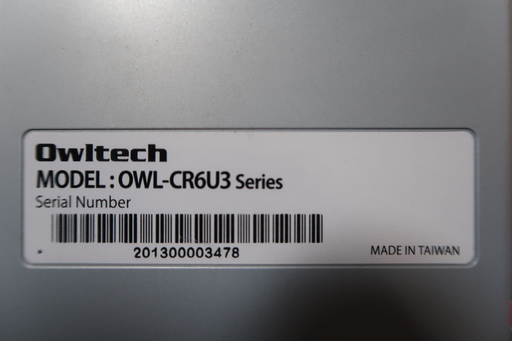 Owltech
MODEL : OWL-CR6U3 Series
Serial Number
201300003478
MADE IN TAIWAN